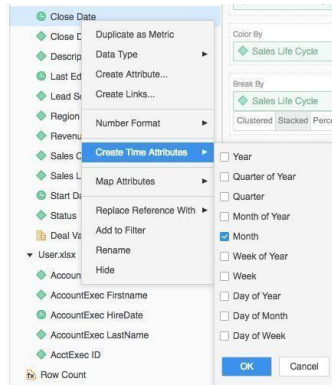 Close Date
Close D
Descrip
Last Ed
Lead Se
Region
Revenu
Sales C
Sales L
Start Da
Status
Deal Va
User.xlsx
Account
AccountExec Firstname
AccountExec HireDate
AccountExec LastName
AcctExec ID
fx Row Count
Duplicate as Metric
Data Type
Create Attribute...
Create Links...
Number Format
Create Time Attributes
Map Attributes
Replace Reference With
Add to Filter
Rename
Hide
Color By
Sales Life Cycle
Break By
Sales Life Cycle
Clustered Stacked Perce
Year
Quarter of Year
Quarter
Month of Year
Month
Week of Year
Week
Day of Year
Day of Month
Day of Week
OK Cancel